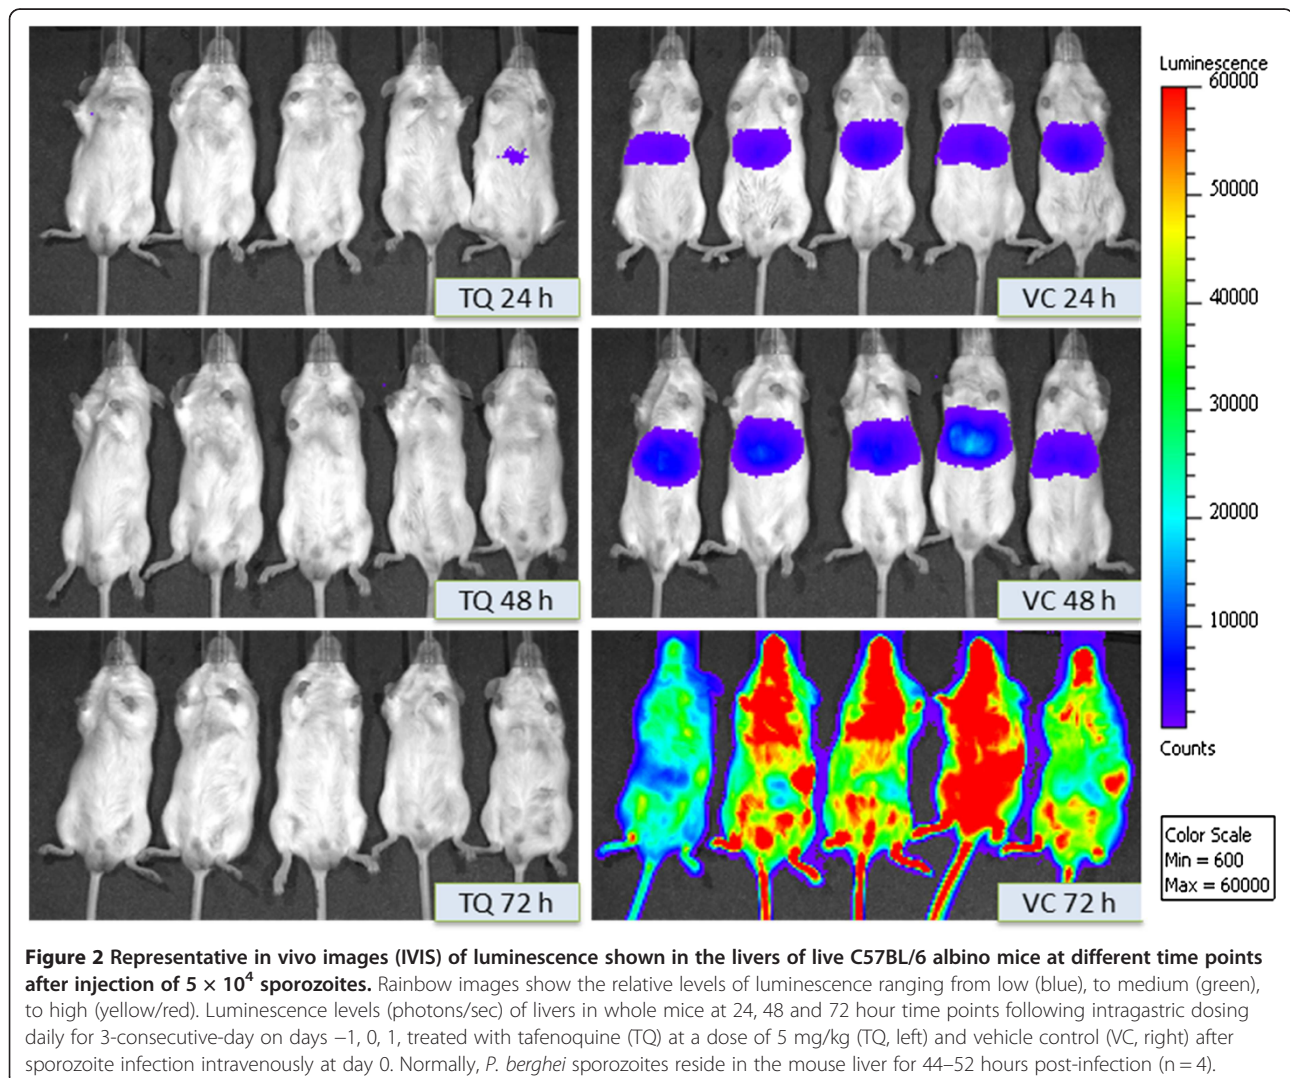 Luminescence
60000
50000
40000
30000
20000
10000
Counts
Color Scale
Min = 600
Max = 60000
TQ 24 h
VC 24 h
TQ 48 h
VC 48 h
TQ 72 h
VC 72 h
Figure 2 Representative in vivo images (IVIS) of luminescence shown in the livers of live C57BL/6 albino mice at different time points
after injection of 5 × 10⁴ sporozoites. Rainbow images show the relative levels of luminescence ranging from low (blue), to medium (green),
to high (yellow/red). Luminescence levels (photons/sec) of livers in whole mice at 24, 48 and 72 hour time points following intragastric dosing
daily for 3-consecutive-day on days −1, 0, 1, treated with tafenoquine (TQ) at a dose of 5 mg/kg (TQ, left) and vehicle control (VC, right) after
sporozoite infection intravenously at day 0. Normally, P. berghei sporozoites reside in the mouse liver for 44–52 hours post-infection (n = 4).